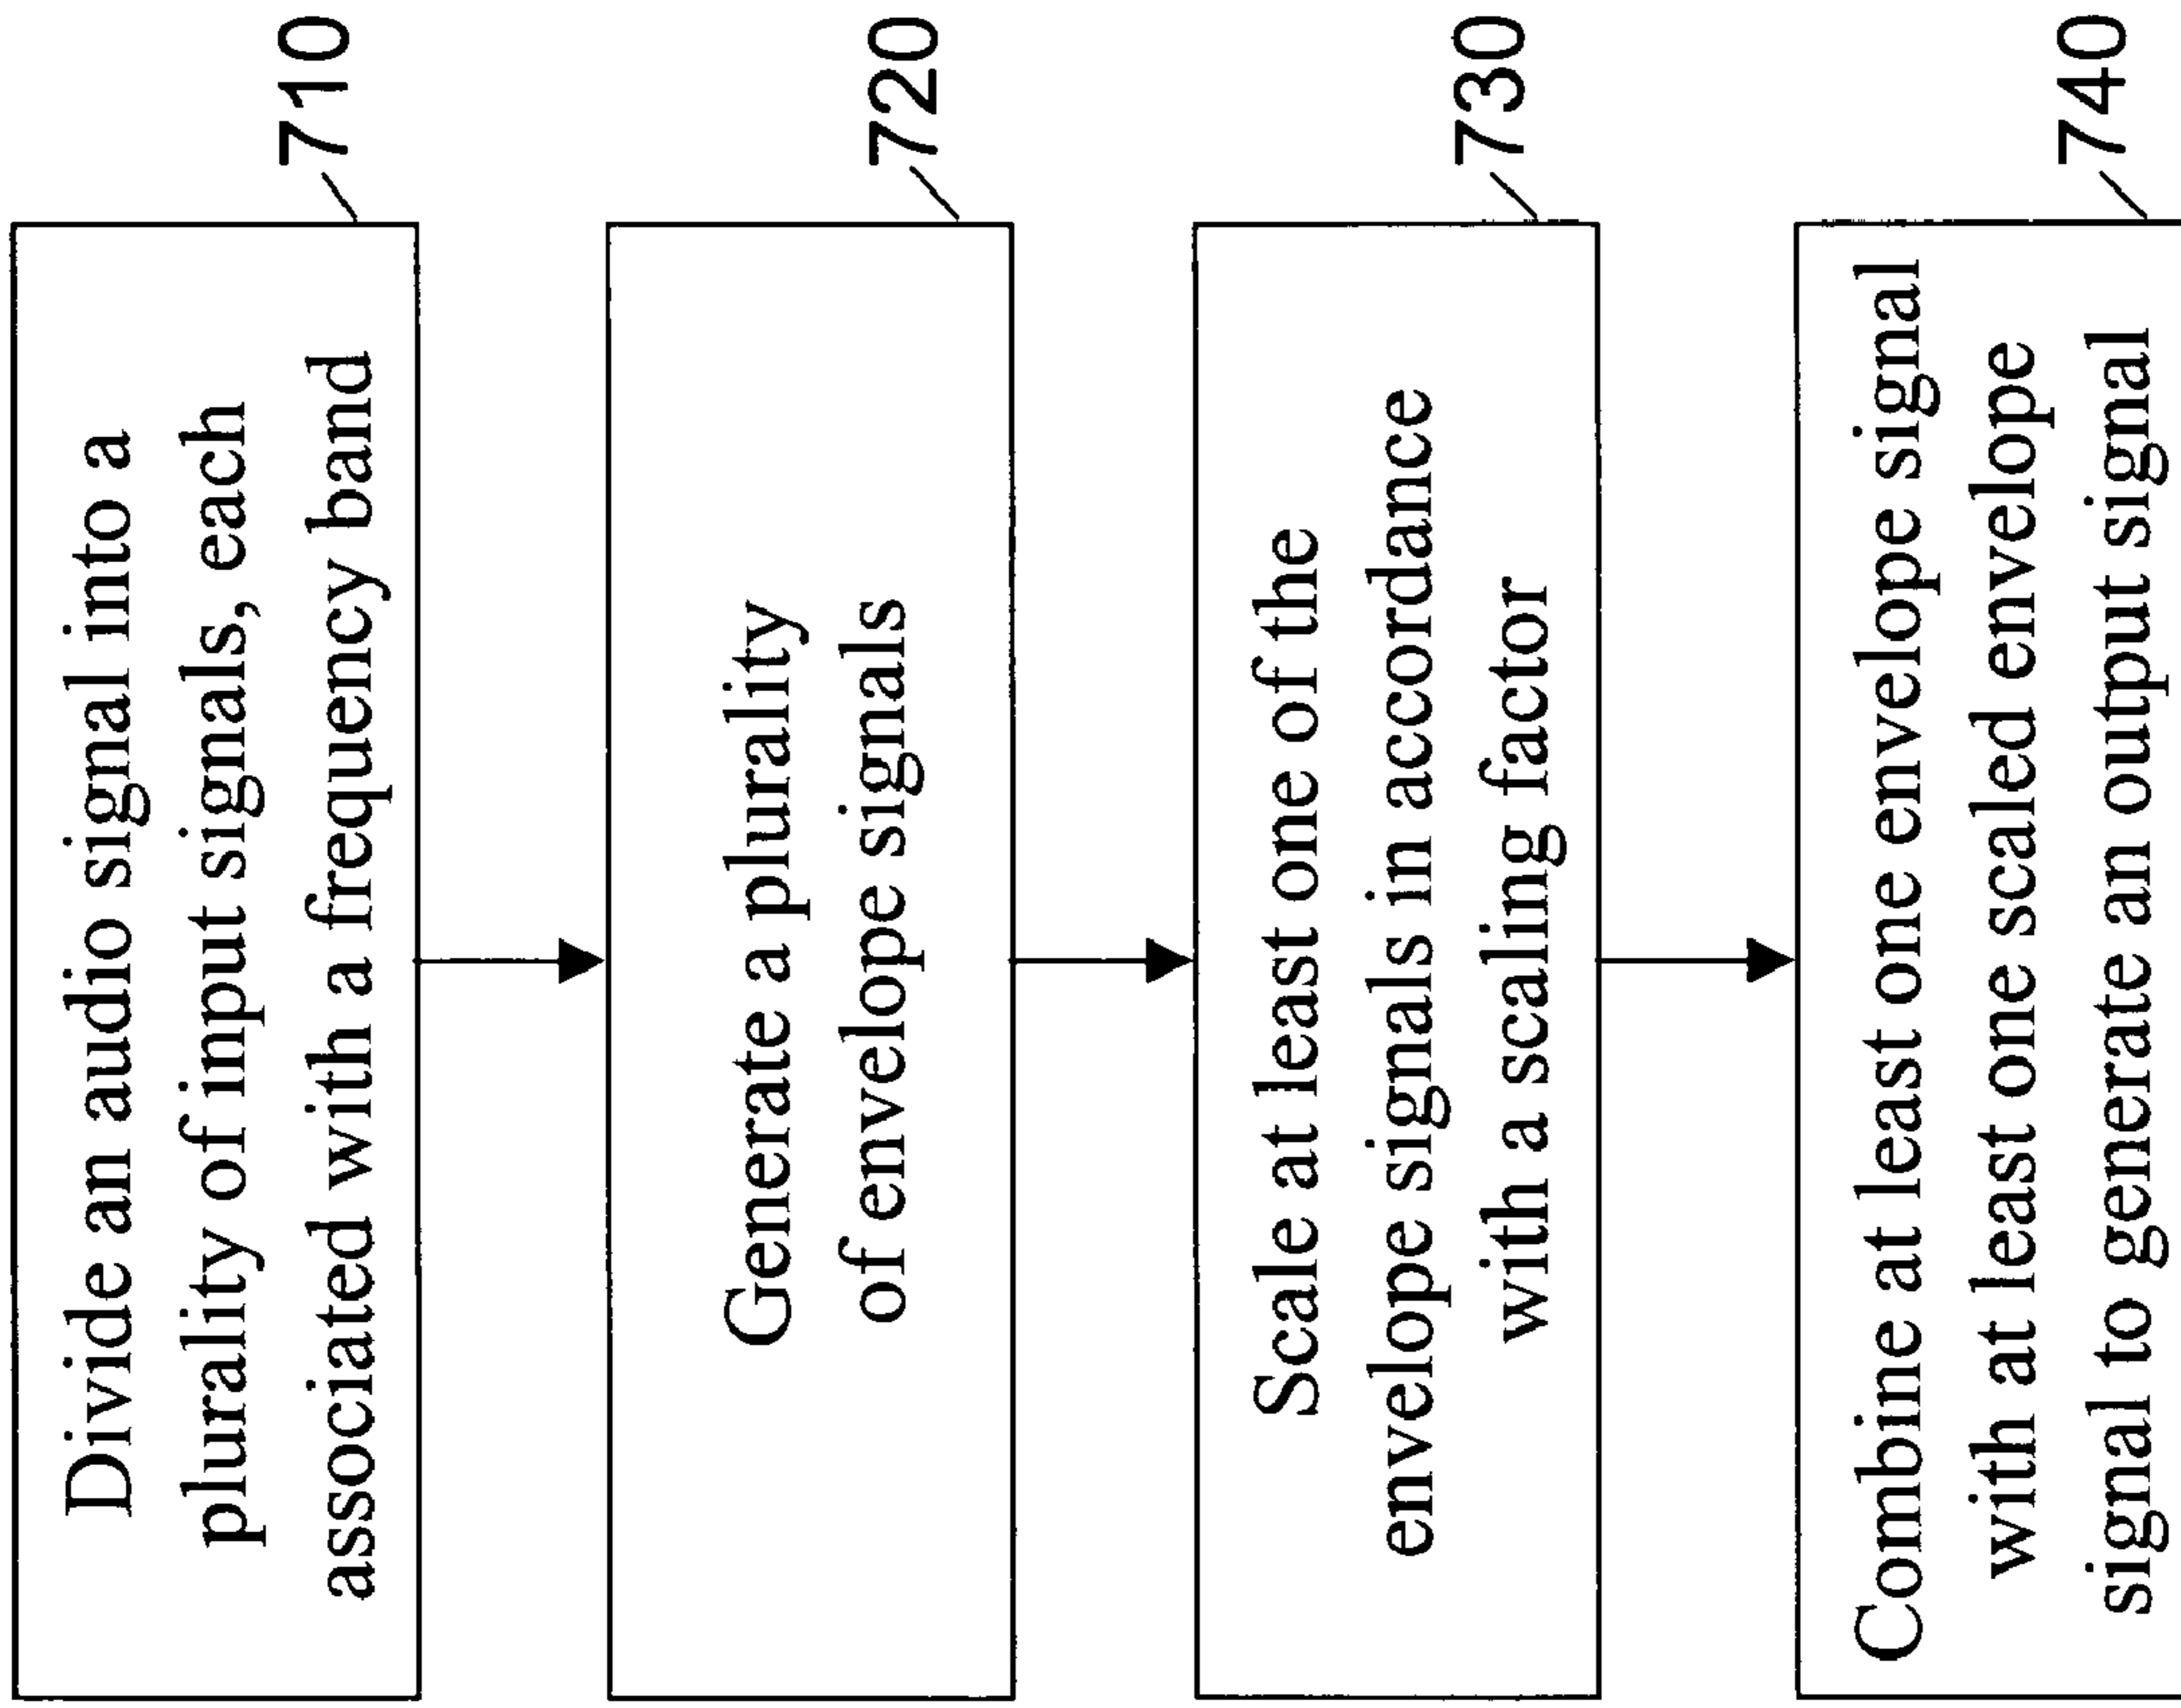 Divide an audio signal into a
plurality of input signals, each
associated with a frequency band
710
Generate a plurality
of envelope signals
720
Scale at least one of the
envelope signals in accordance
with a scaling factor
730
Combine at least one envelope signal
with at least one scaled envelope
signal to generate an output signal
740